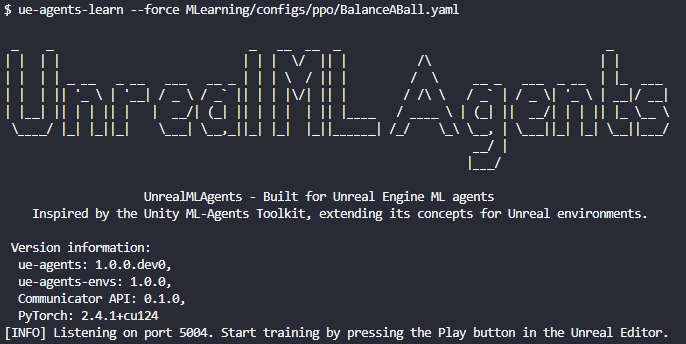 $ ue-agents-learn --force MLearning/configs/ppo/BalanceABall.yaml
UnrealMLAgents
UnrealMLAgents - Built for Unreal Engine ML agents
Inspired by the Unity ML-Agents Toolkit, extending its concepts for Unreal environments.
Version information:
ue-agents: 1.0.0.dev0,
ue-agents-envs: 1.0.0,
Communicator API: 0.1.0,
PyTorch: 2.4.1+cu124
[INFO] Listening on port 5004. Start training by pressing the Play button in the Unreal Editor.